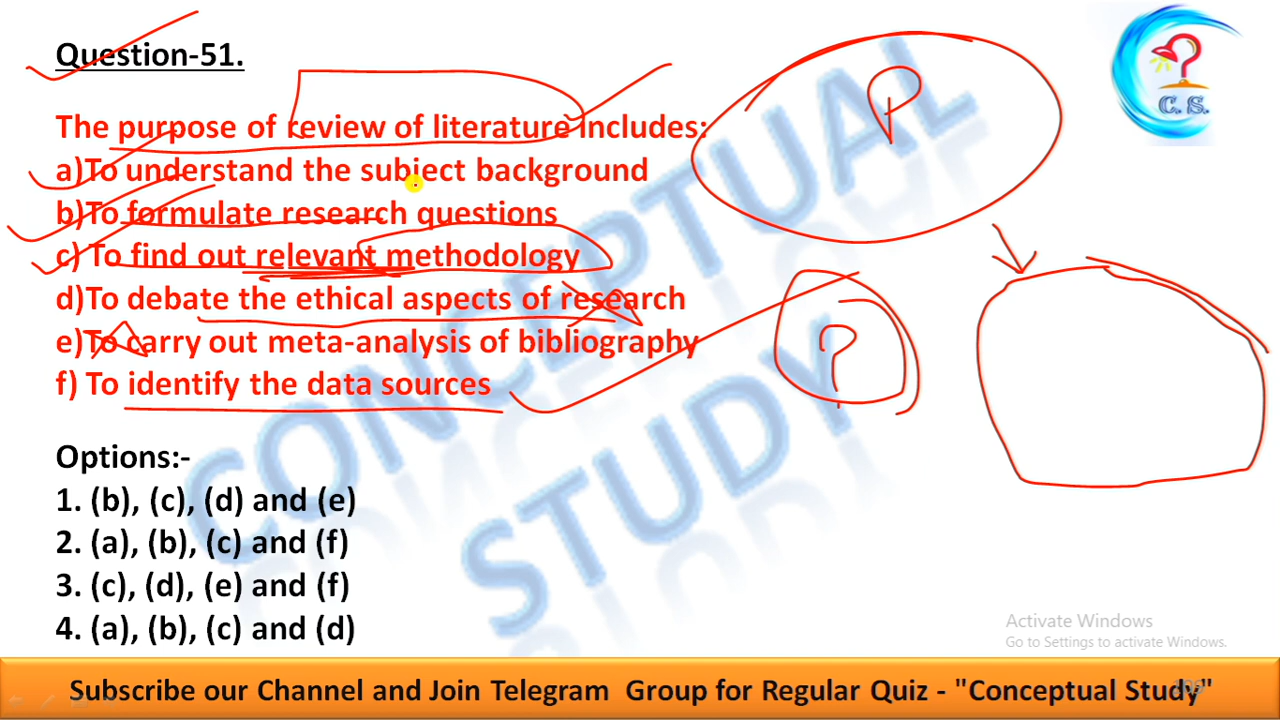 Question-51.
C. S.
The purpose of review of literature includes:
a)To understand the subject background
b)To formulate research questions
c) To find out relevant methodology
d)To debate the ethical aspects of research
e)To carry out meta-analysis of bibliography
f) To identify the data sources
P
P
Options:-
1. (b), (c), (d) and (e)
2. (a), (b), (c) and (f)
3. (c), (d), (e) and (f)
4. (a), (b), (c) and (d)
CONCEPTUAL
STUDY
Activate Windows
Go to Settings to activate Windows.
Subscribe our Channel and Join Telegram Group for Regular Quiz - "Conceptual Study"